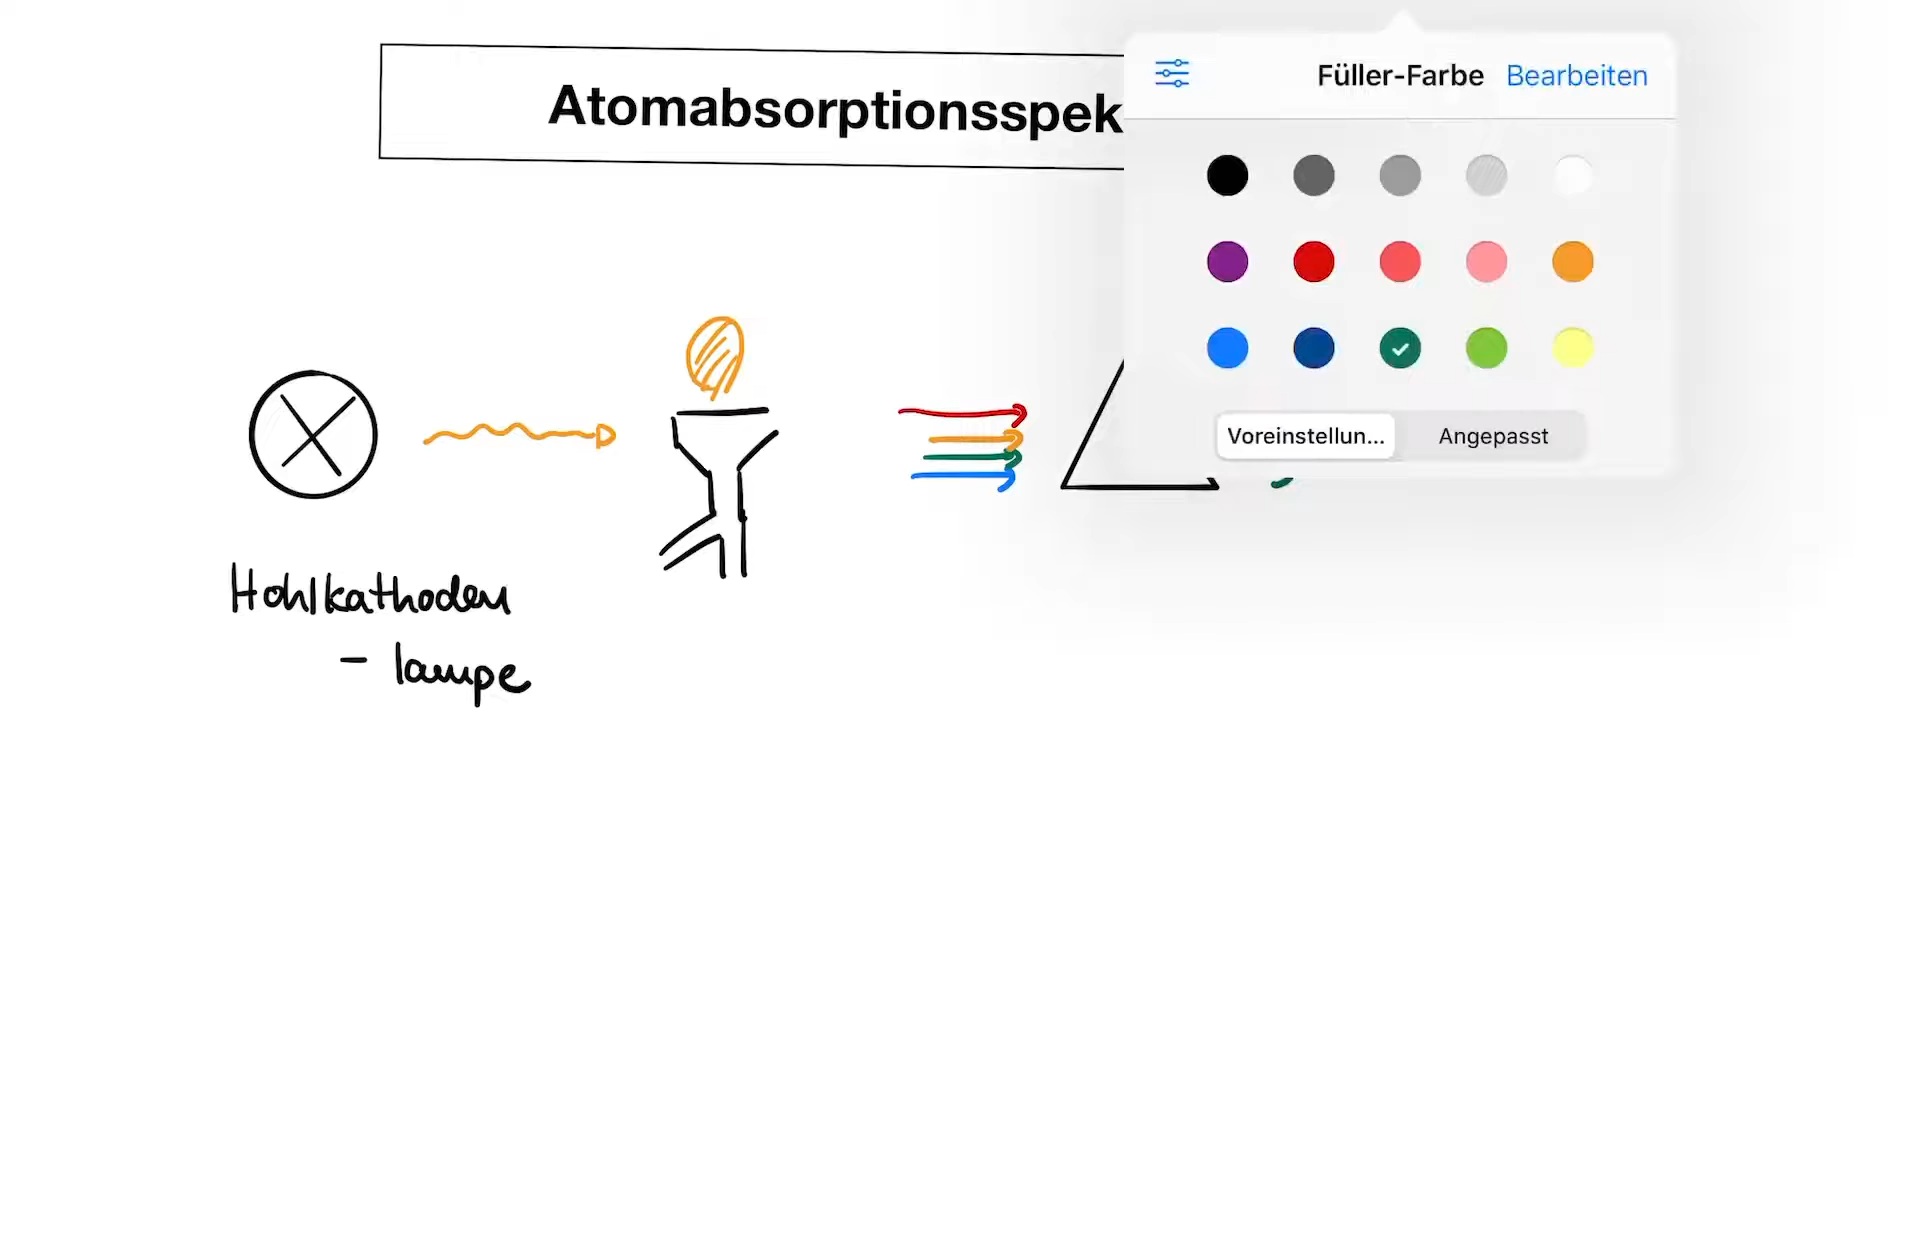 Atomabsorptionsspek
Füller-Farbe Bearbeiten
Voreinstellun... Angepasst
Hohlkathoden
- lampe